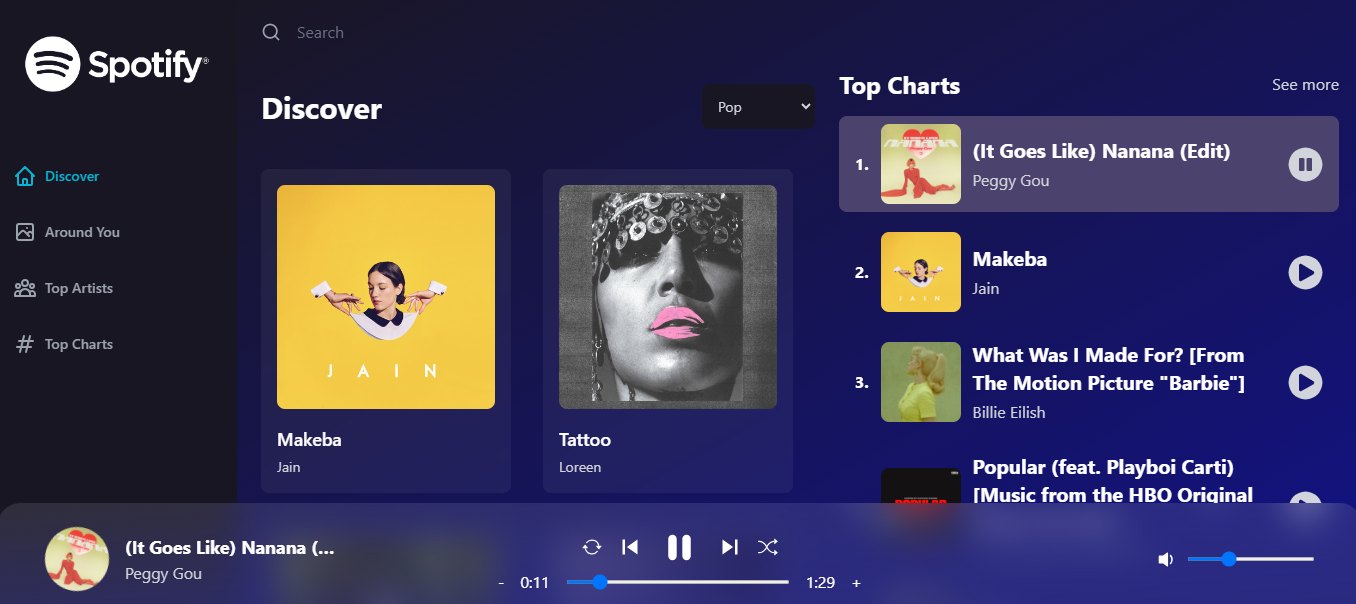 Spotify®
Discover
Around You
Top Artists
Top Charts
Search
Discover
Pop
JAIN
Makeba
Jain
Tattoo
Loreen
Top Charts
See more
1.
NANANA
(It Goes Like) Nanana (Edit)
Peggy Gou
2.
JAIN
Makeba
Jain
3.
What Was I Made For? [From
The Motion Picture "Barbie"]
Billie Eilish
POPULAR
Popular (feat. Playboi Carti)
[Music from the HBO Original
(It Goes Like) Nanana (...
Peggy Gou
- 0:11 1:29 +